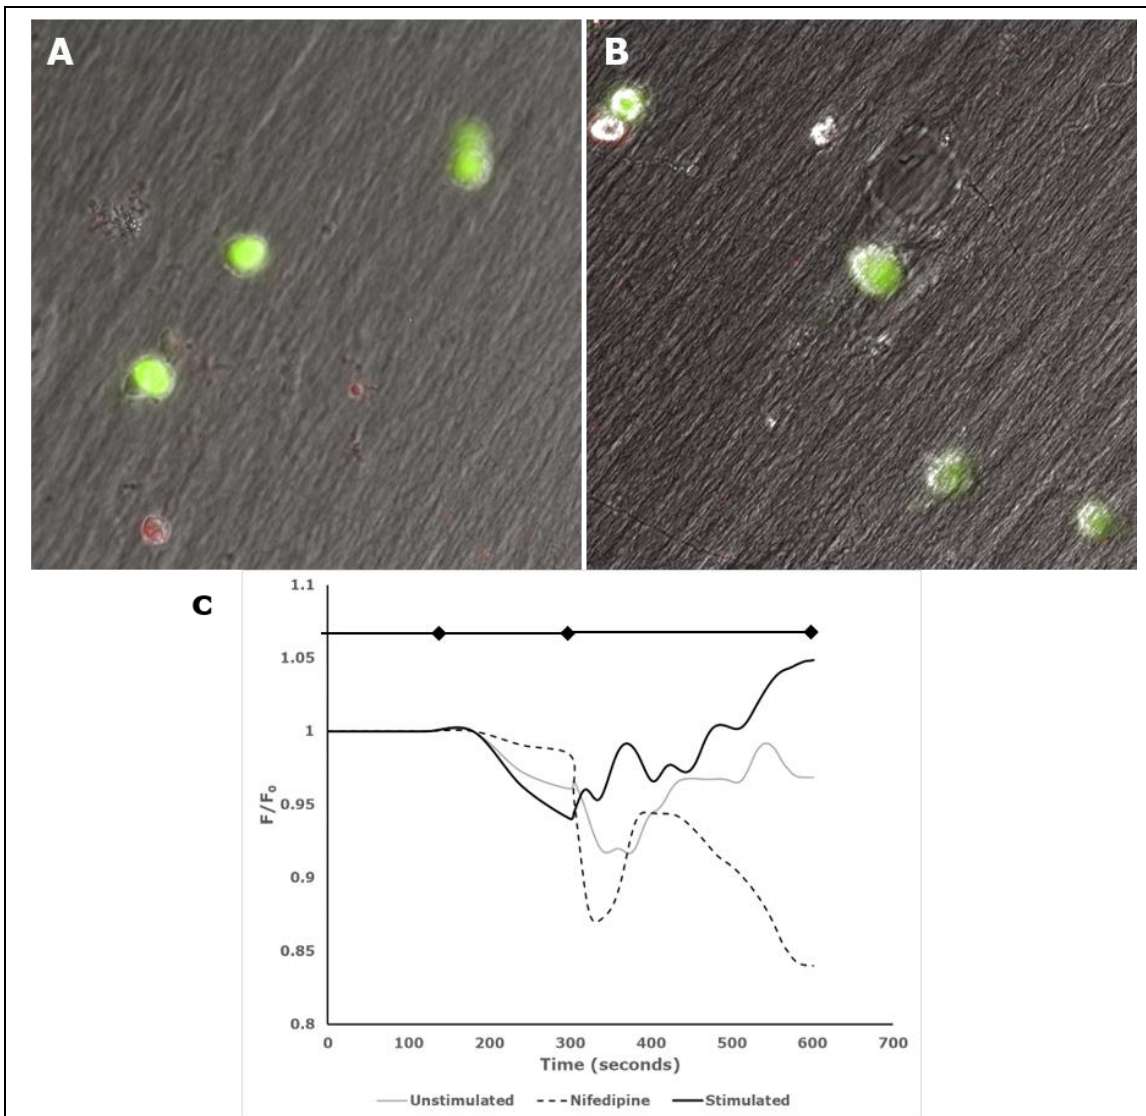 A
B
C
1.1
1.05
1
0.95
0.9
0.85
0.8
F/F₀
0 100 200 300 400 500 600 700
Time (seconds)
Unstimulated Nifedipine Stimulated